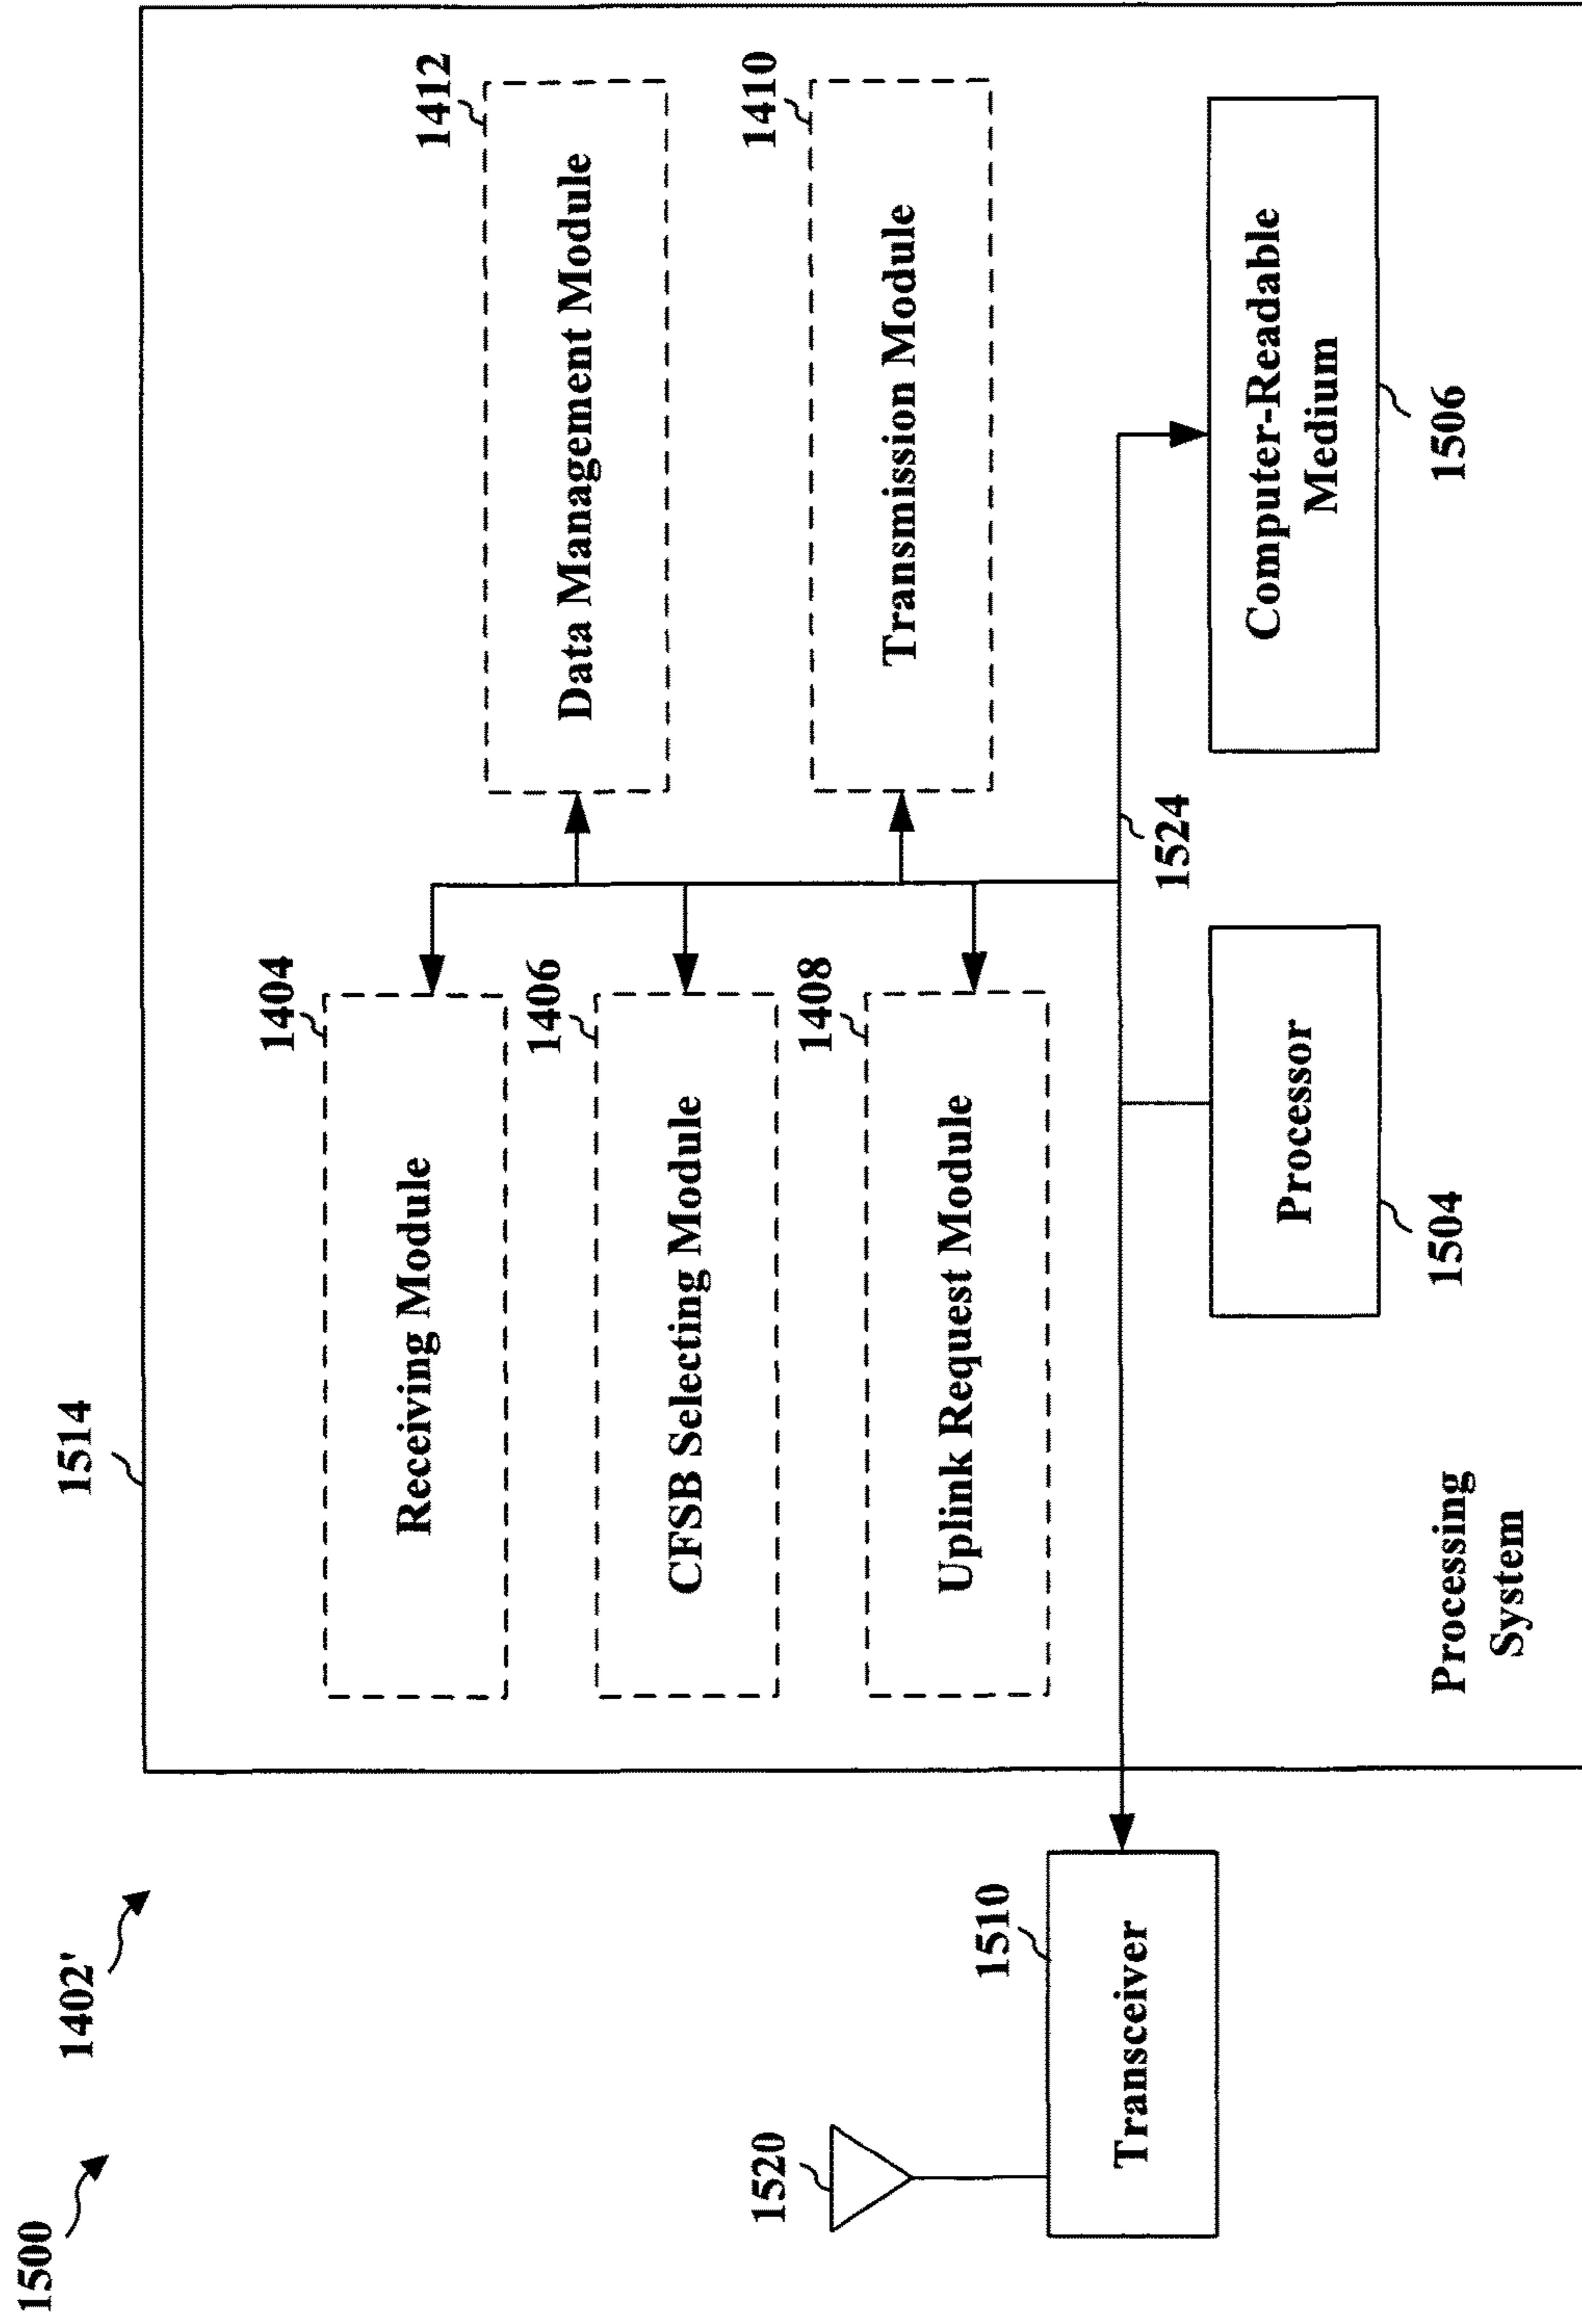 1500
1402'
1514
1404
Receiving Module
1412
Data Management Module
1406
CFSB Selecting Module
1410
Transmission Module
1408
Uplink Request Module
1520
1510
Transceiver
1524
Processor
1504
Computer-Readable
Medium
1506
Processing
System